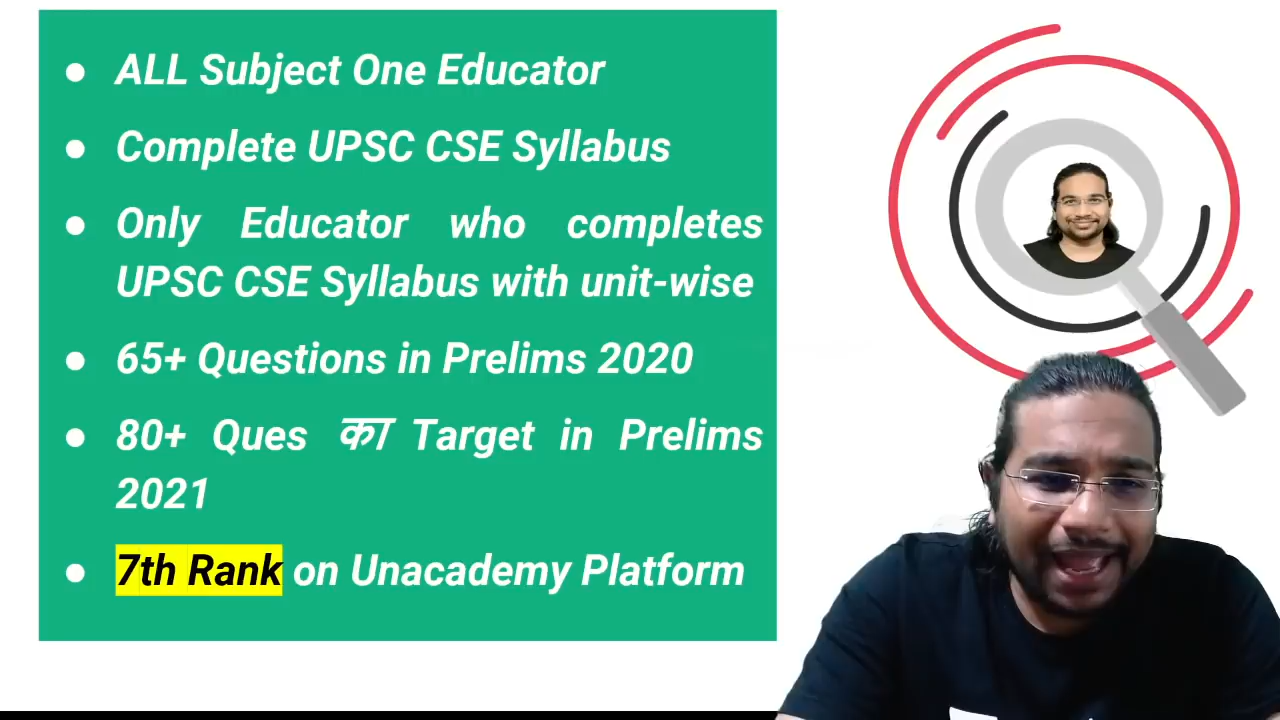 ALL Subject One Educator
Complete UPSC CSE Syllabus
Only Educator who completes
UPSC CSE Syllabus with unit-wise
65+ Questions in Prelims 2020
80+ Ques का Target in Prelims
2021
7th Rank on Unacademy Platform